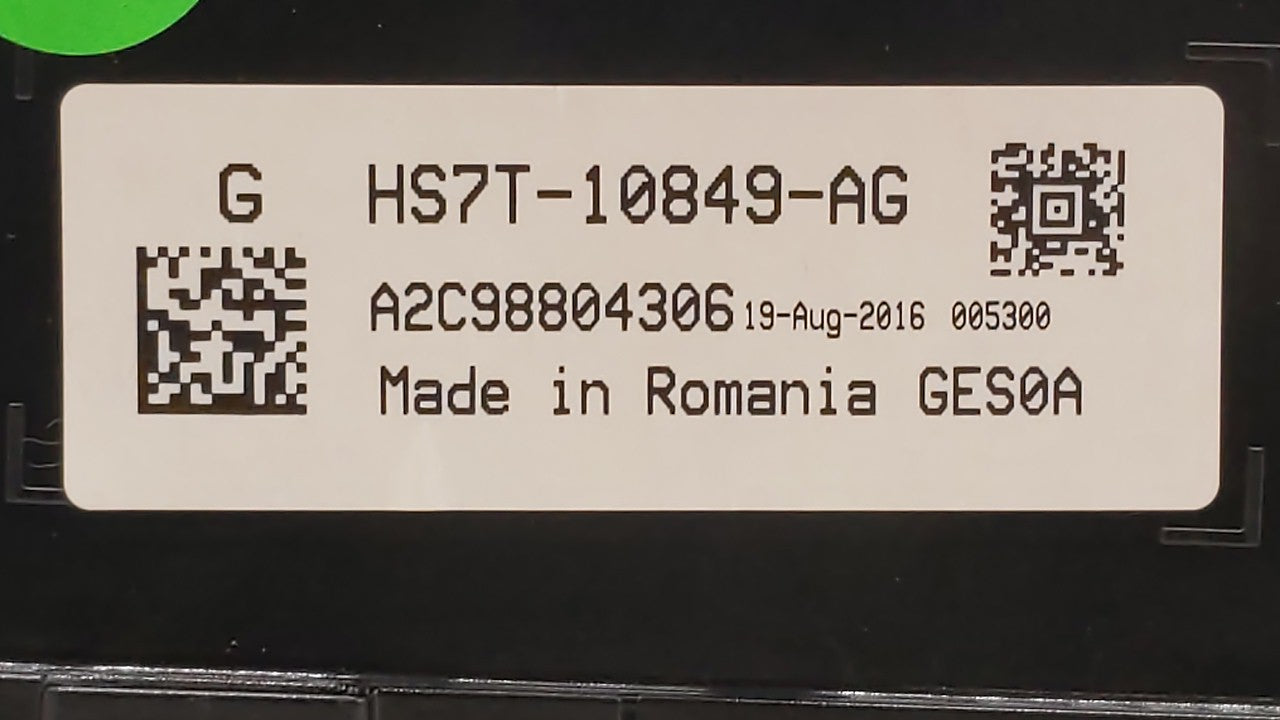 G HS7T-10849-AG
A2C98804306 19-Aug-2016 005300
Made in Romania GES0A